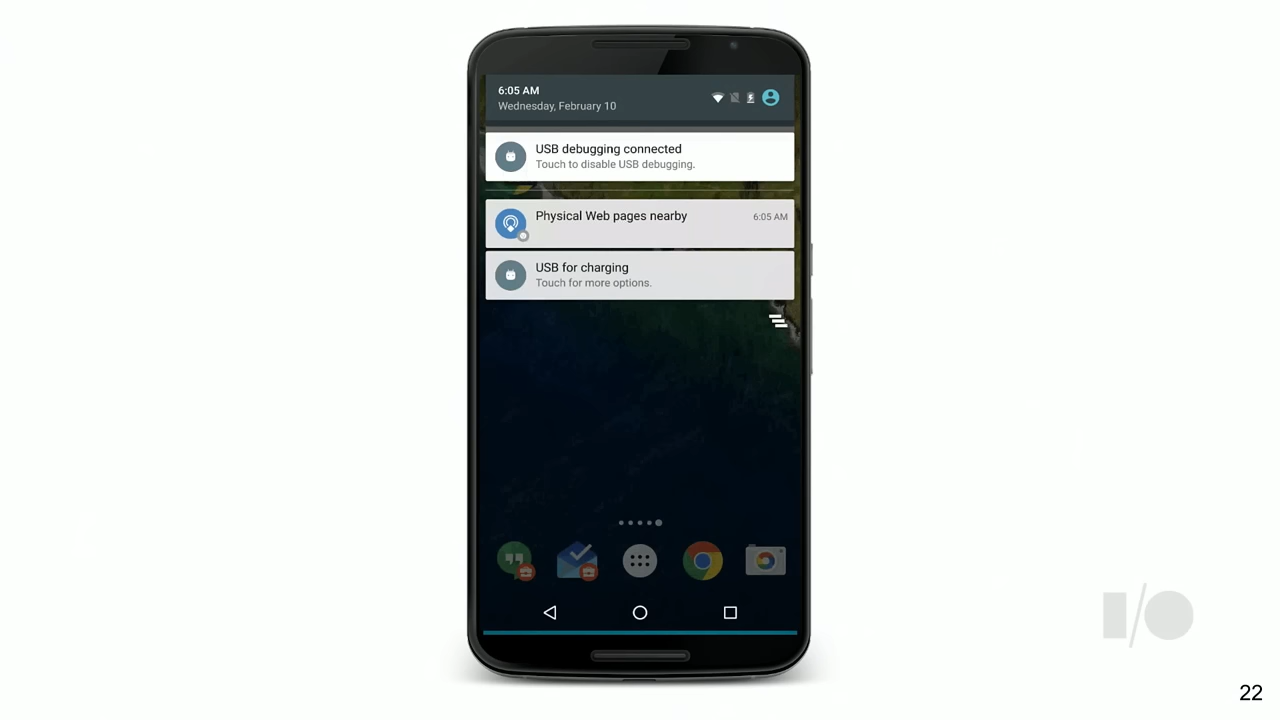 6:05 AM
Wednesday, February 10
USB debugging connected
Touch to disable USB debugging.
Physical Web pages nearby
6:05 AM
USB for charging
Touch for more options.
I/O
22